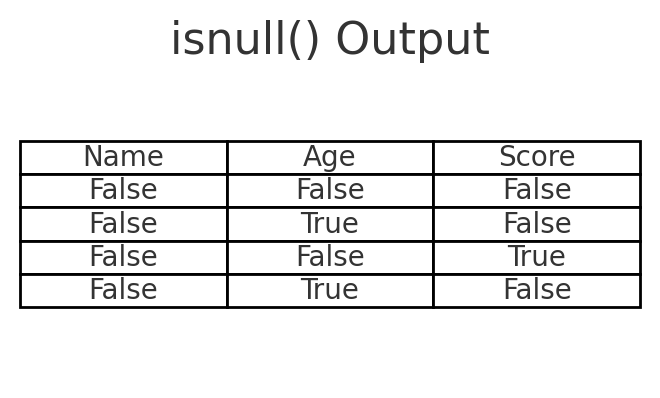 isnull() Output
Name Age Score
False False False
False True False
False False True
False True False